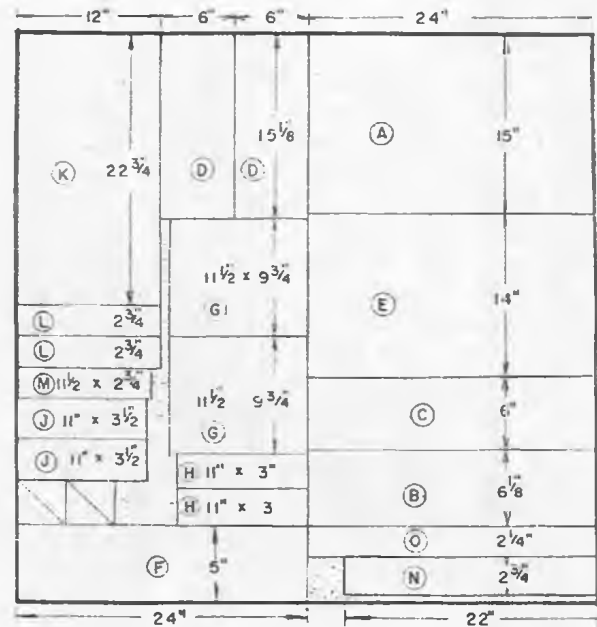 12" 6" 6" 24"
K 22 3/4"
D D 15 1/8
A 15"
11 1/2" x 9 3/4"
G
E 14"
L 2 3/4"
L 2 3/4"
M 11 1/2 x 2 3/4"
J 11" x 3 1/2"
J 11" x 3 1/2"
11 1/2" 9 3/4"
G
C 6"
H 11" x 3"
H 11" x 3
B 6 1/8"
O 2 1/4"
F 5"
N 2 3/4"
24" 22"